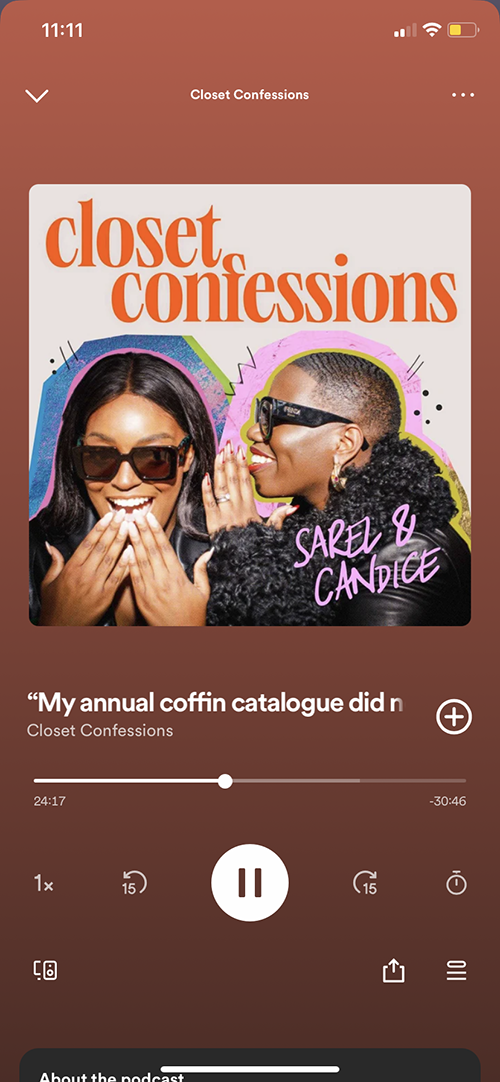 11:11
Closet Confessions
closet
confessions
SAREL &
CANDICE
“My annual coffin catalogue did
Closet Confessions
24:17
-30:46
1x
15
15
About the podcast